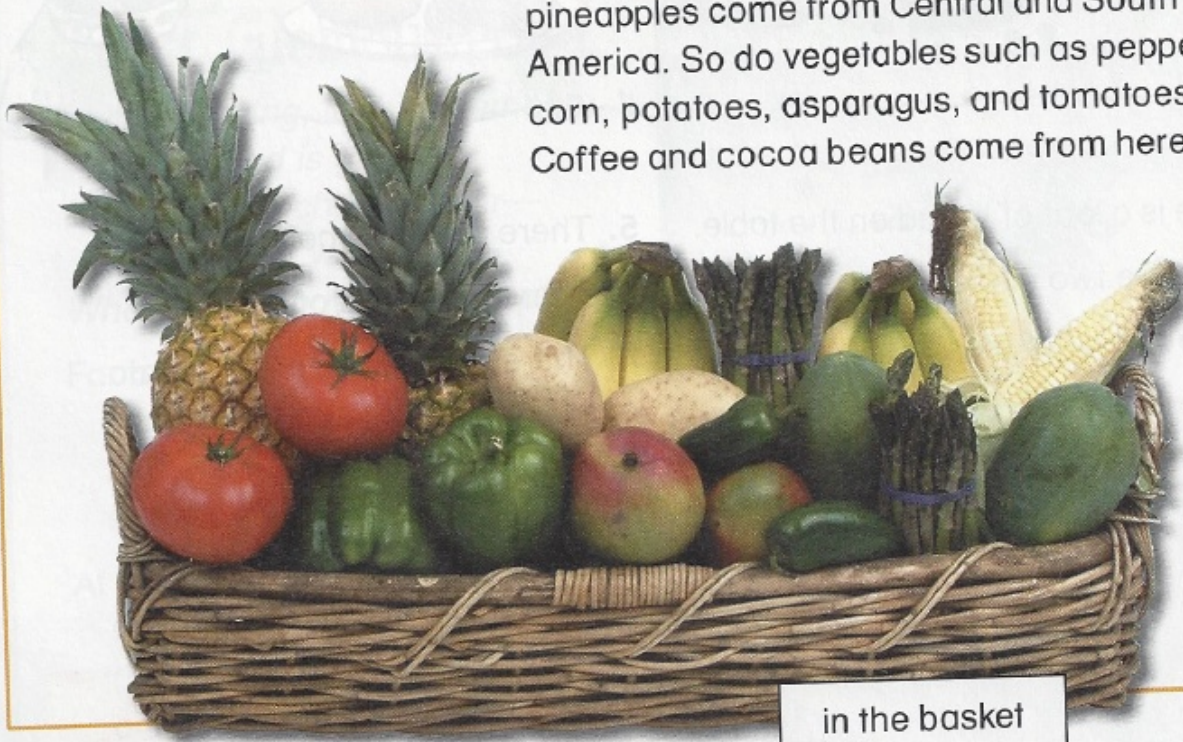 pineapples come from Central and South
America. So do vegetables such as peppe
corn, potatoes, asparagus, and tomatoes
Coffee and cocoa beans come from here
in the basket